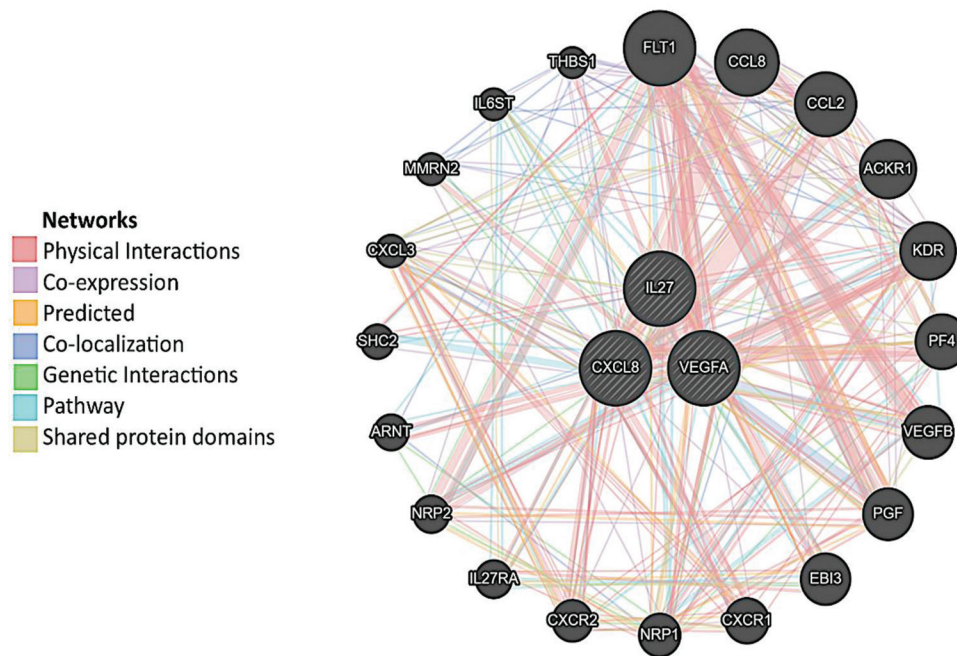 Networks
Physical Interactions
Co-expression
Predicted
Co-localization
Genetic Interactions
Pathway
Shared protein domains
FLT1
CCL8
THBS1
CCL2
IL6ST
MMRN2
ACKR1
CXCL3
KDR
IL27
SHC2
PF4
CXCL8
VEGFA
ARNT
VEGFB
NRP2
PGF
IL27RA
EBI3
CXCR2
NRP1
CXCR1